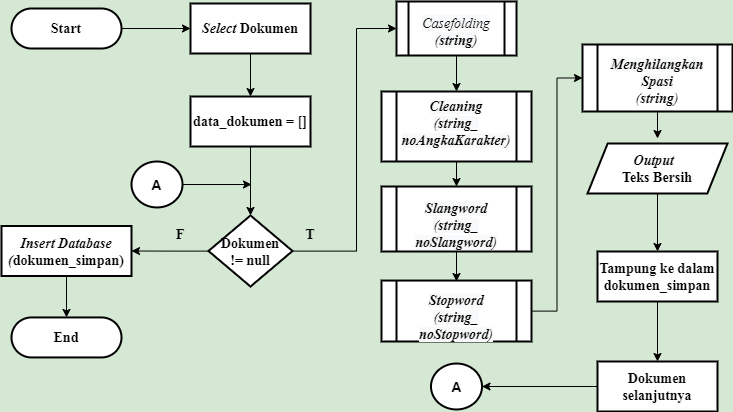 Start
Select Dokumen
data_dokumen = []
A
Dokumen
!= null
F
T
Insert Database
(dokumen_simpan)
End
Casefolding
(string)
Cleaning
(string_
noAngkaKarakter)
Slangword
(string_
noSlangword)
Stopword
(string_
noStopword)
Menghilangkan
Spasi
(string)
Output
Teks Bersih
Tampung ke dalam
dokumen_simpan
Dokumen
selanjutnya
A